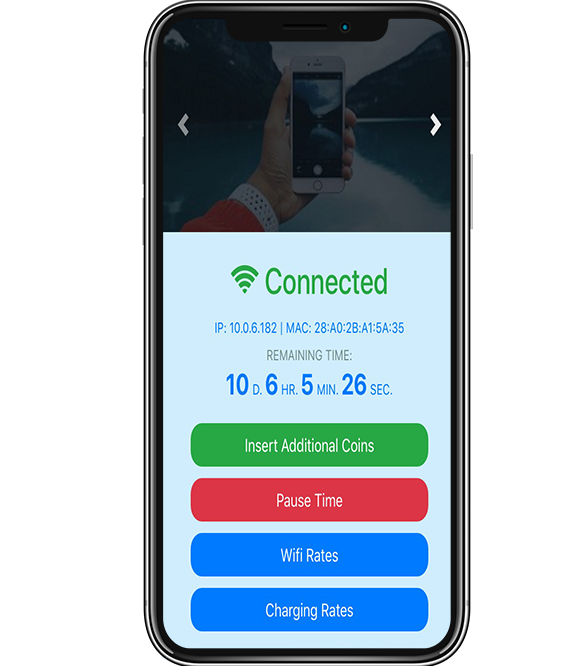 Connected
IP: 10.0.6.182 | MAC: 28:A0:2B:A1:5A:35
REMAINING TIME:
10 D. 6 HR. 5 MIN. 26 SEC.
Insert Additional Coins
Pause Time
Wifi Rates
Charging Rates